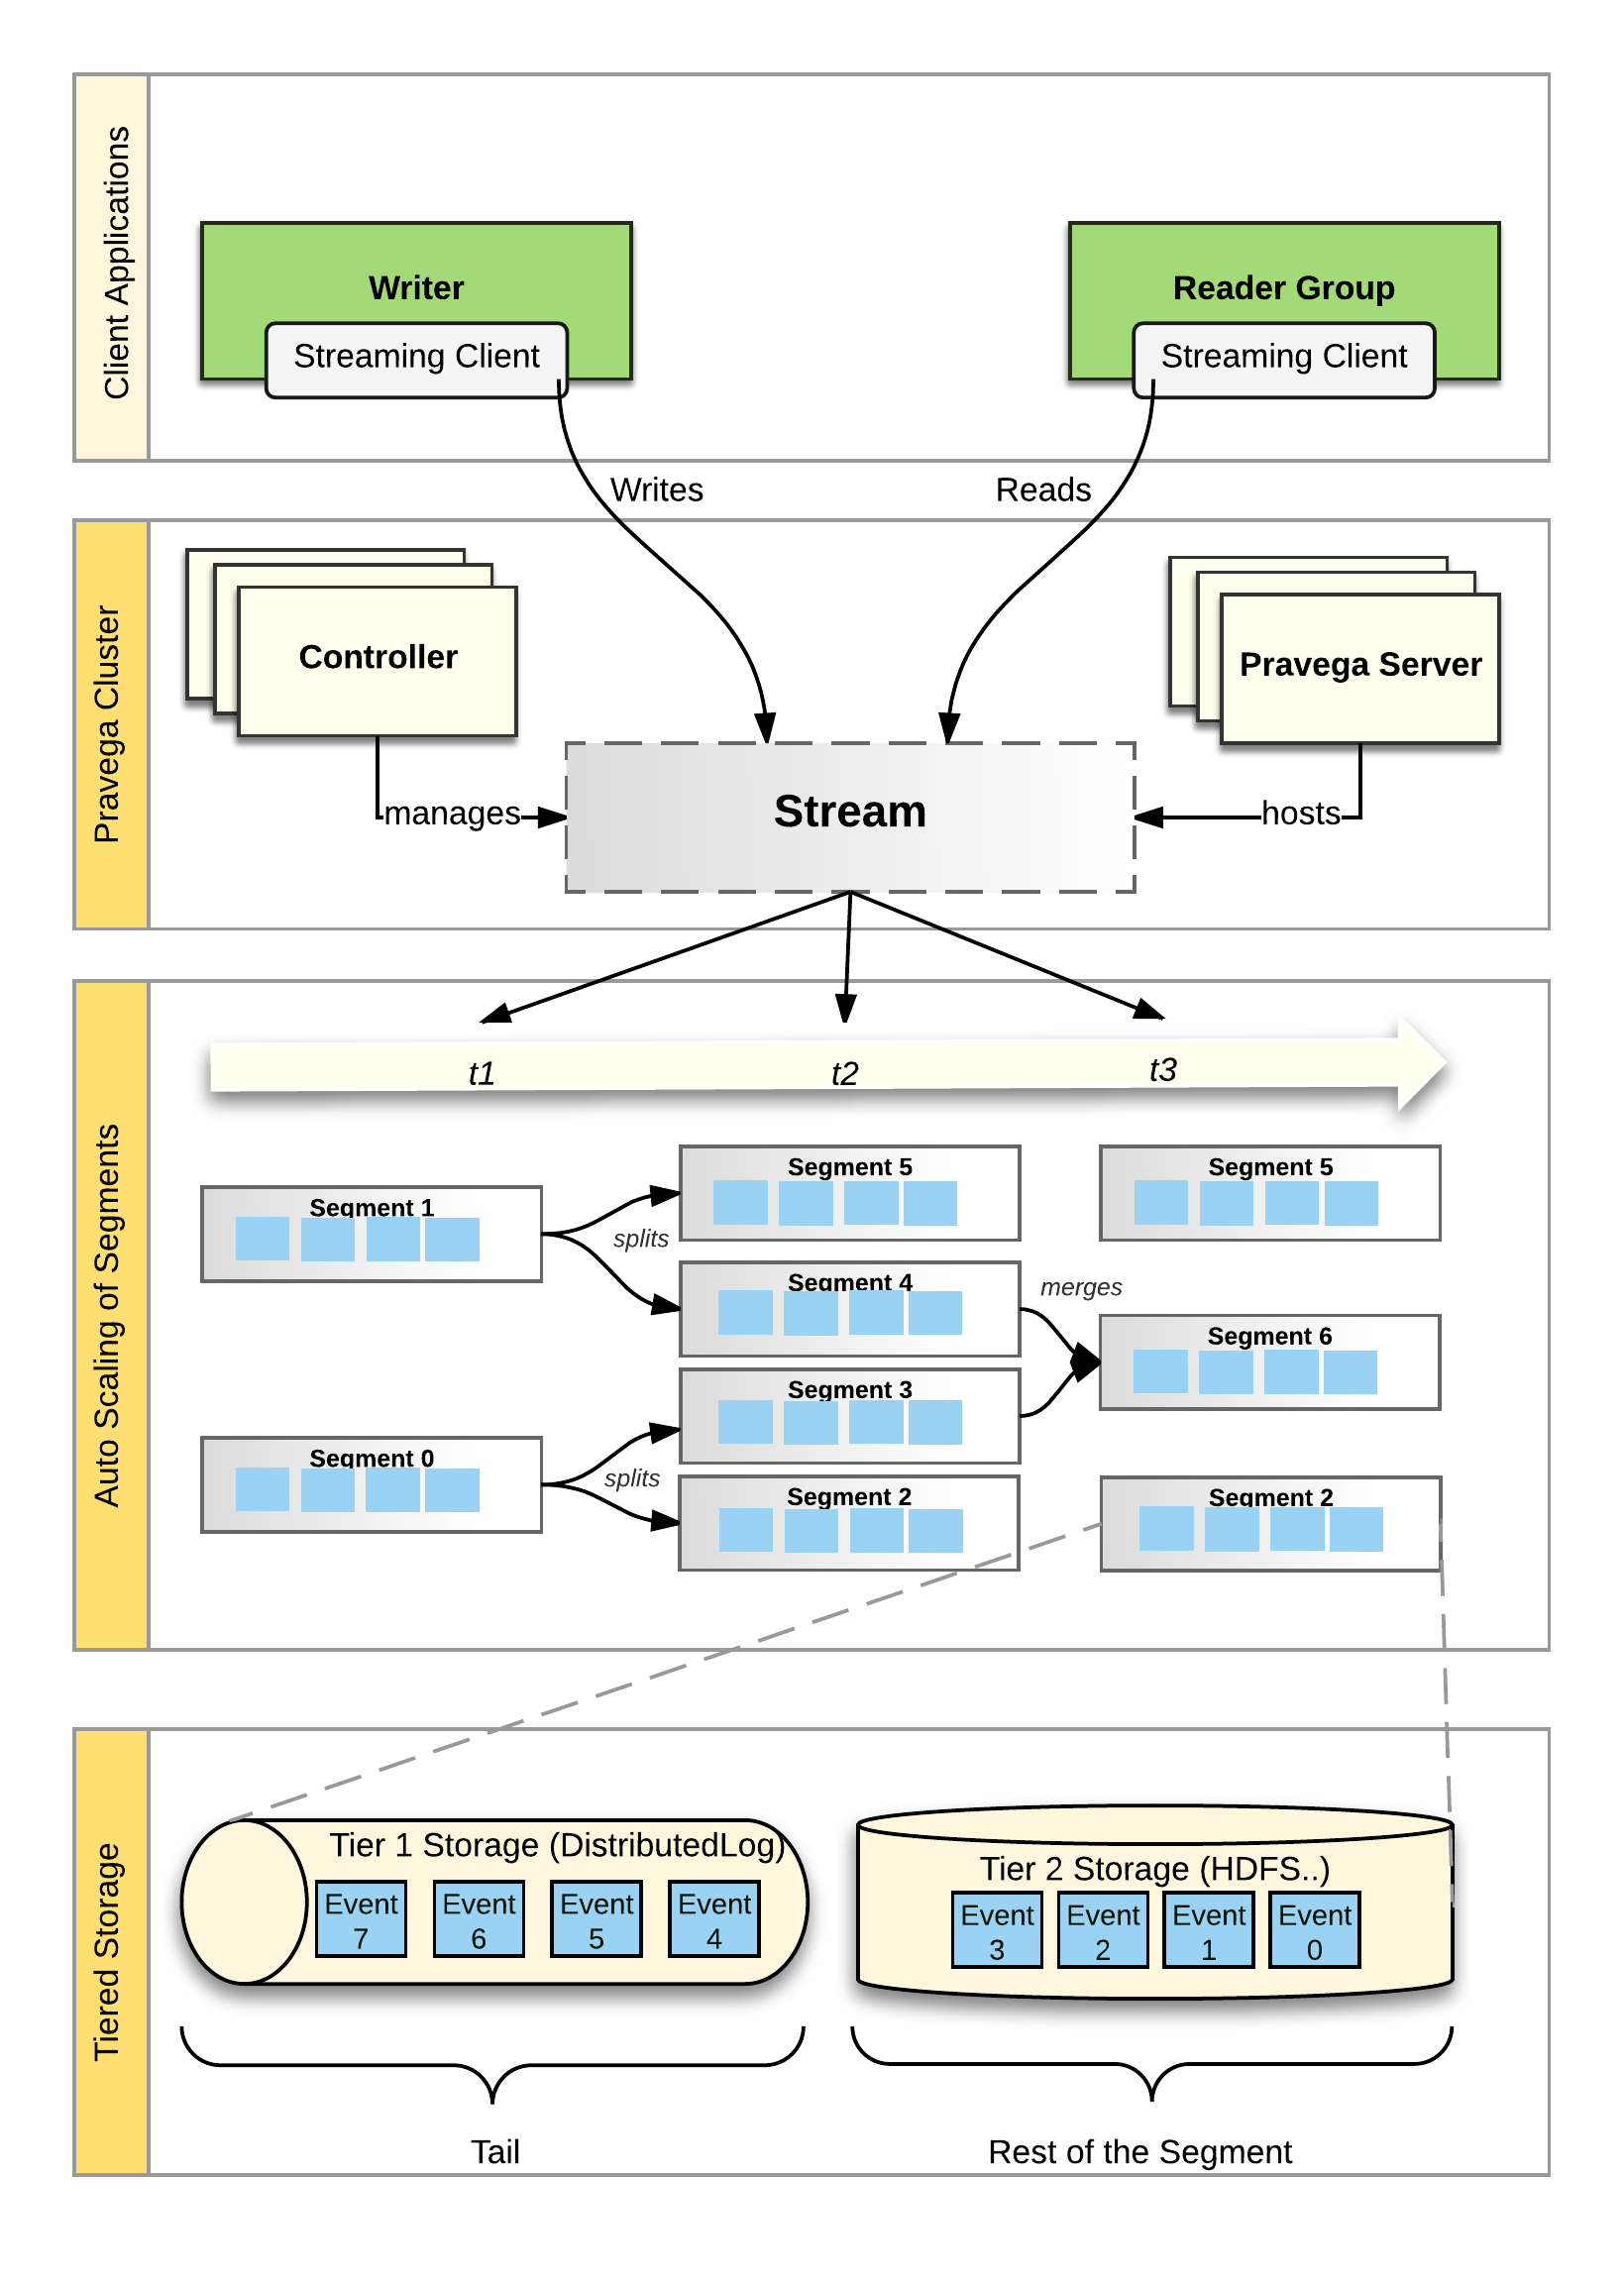 Client Applications
Writer
Streaming Client
Reader Group
Streaming Client
Writes
Reads
Pravega Cluster
Controller
Pravega Server
manages
Stream
hosts
Auto Scaling of Segments
t1
t2
t3
Segment 1
Segment 0
splits
splits
Segment 5
Segment 4
Segment 3
Segment 2
merges
Segment 5
Segment 6
Segment 2
Tiered Storage
Tier 1 Storage (DistributedLog)
Event
7
Event
6
Event
5
Event
4
Tier 2 Storage (HDFS..)
Event
3
Event
2
Event
1
Event
0
Tail
Rest of the Segment